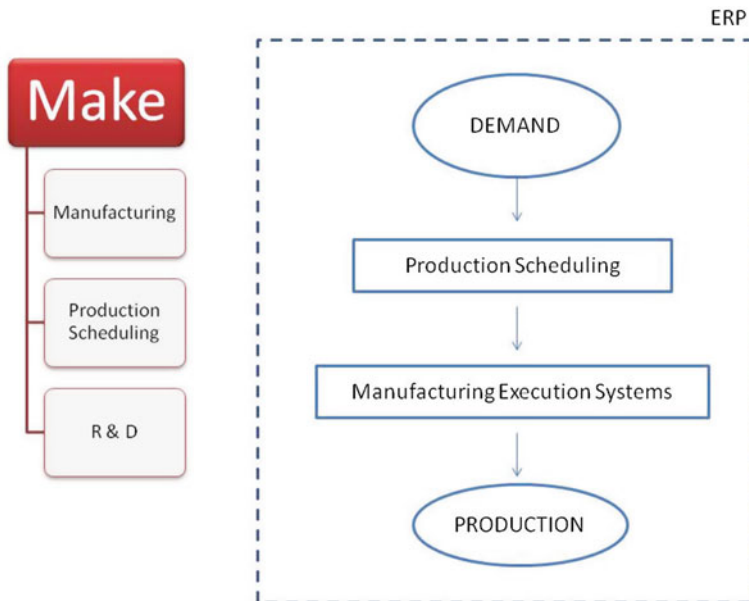 ERP
Make
Manufacturing
Production
Scheduling
R & D
DEMAND
Production Scheduling
Manufacturing Execution Systems
PRODUCTION